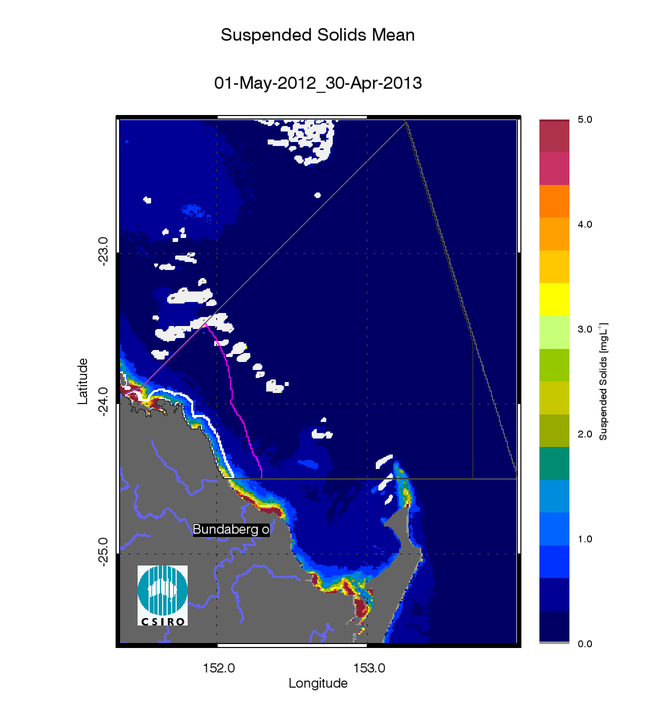 Suspended Solids Mean
01-May-2012_30-Apr-2013
5.0
4.0
3.0
2.0
1.0
0.0
Suspended Solids [mgL⁻¹]
-23.0
-24.0
-25.0
Latitude
Bundaberg o
CSIRO
152.0 153.0
Longitude